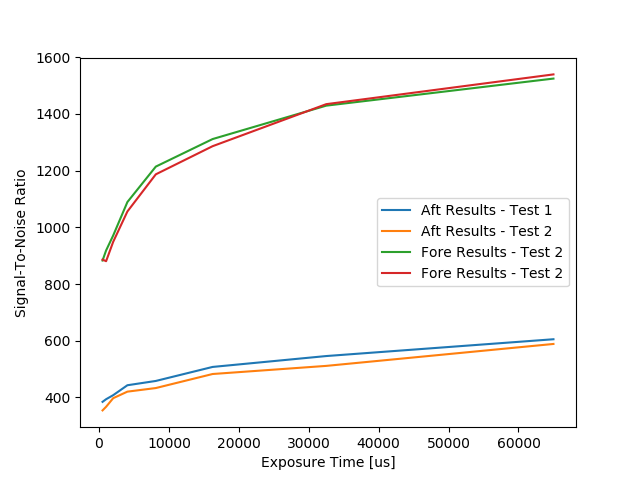 1600
1400
1200
1000
800
600
400
Signal-To-Noise Ratio
Aft Results - Test 1
Aft Results - Test 2
Fore Results - Test 2
Fore Results - Test 2
0 10000 20000 30000 40000 50000 60000
Exposure Time [us]